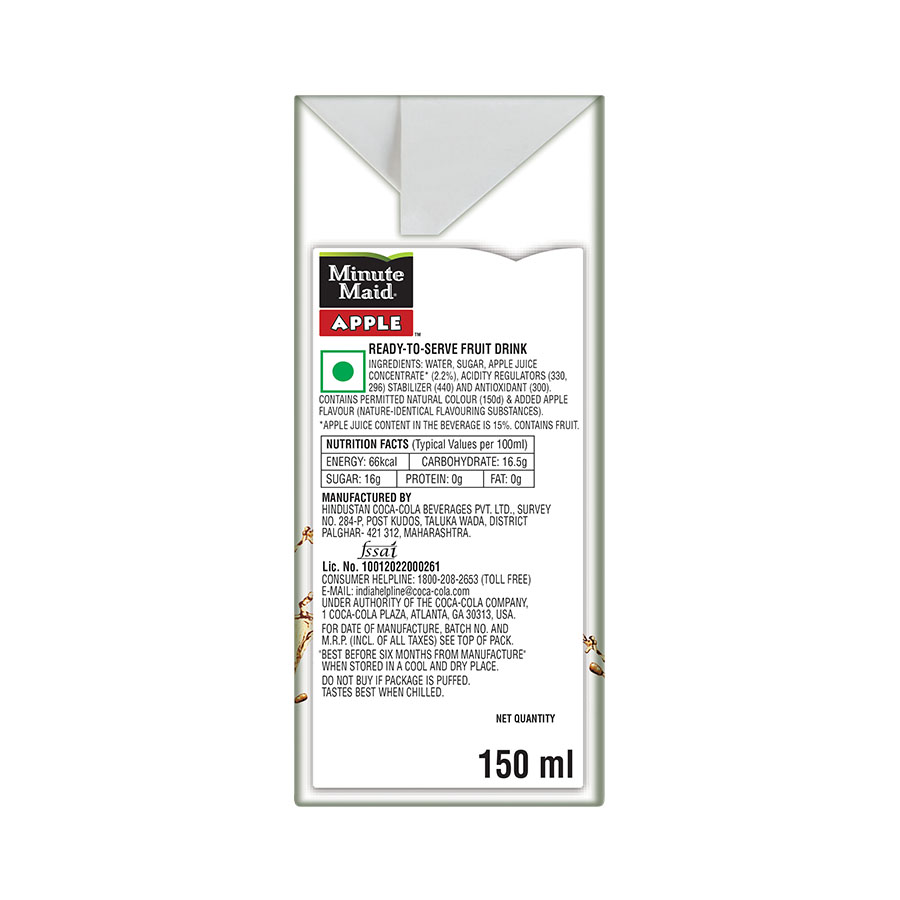 Minute
Maid®
APPLE™
READY-TO-SERVE FRUIT DRINK
INGREDIENTS: WATER, SUGAR, APPLE JUICE
CONCENTRATE* (2.2%), ACIDITY REGULATORS (330,
296) STABILIZER (440) AND ANTIOXIDANT (300).
CONTAINS PERMITTED NATURAL COLOUR (150d) & ADDED APPLE
FLAVOUR (NATURE-IDENTICAL FLAVOURING SUBSTANCES).
*APPLE JUICE CONTENT IN THE BEVERAGE IS 15%. CONTAINS FRUIT.
NUTRITION FACTS (Typical Values per 100ml)
ENERGY: 66kcal CARBOHYDRATE: 16.5g
SUGAR: 16g PROTEIN: 0g FAT: 0g
MANUFACTURED BY
HINDUSTAN COCA-COLA BEVERAGES PVT. LTD., SURVEY
NO. 284-P, POST KUDOS, TALUKA WADA, DISTRICT
PALGHAR- 421 312, MAHARASHTRA.
fssai
Lic. No. 10012022000261
CONSUMER HELPLINE: 1800-208-2653 (TOLL FREE)
E-MAIL: indiahelpline@coca-cola.com
UNDER AUTHORITY OF THE COCA-COLA COMPANY,
1 COCA-COLA PLAZA, ATLANTA, GA 30313, USA.
FOR DATE OF MANUFACTURE, BATCH NO. AND
M.R.P. (INCL. OF ALL TAXES) SEE TOP OF PACK.
"BEST BEFORE SIX MONTHS FROM MANUFACTURE"
WHEN STORED IN A COOL AND DRY PLACE.
DO NOT BUY IF PACKAGE IS PUFFED.
TASTES BEST WHEN CHILLED.
NET QUANTITY
150 ml